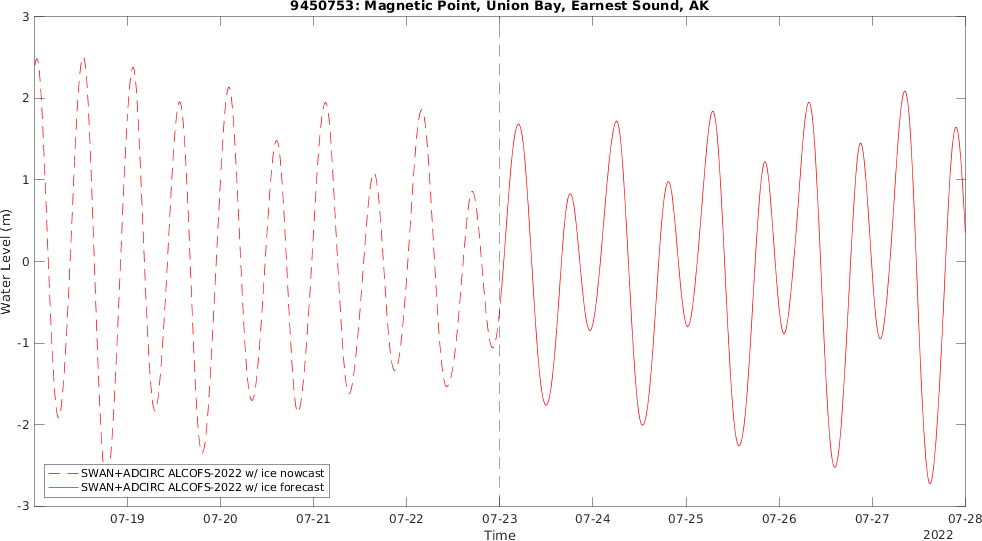 9450753: Magnetic Point, Union Bay, Earnest Sound, AK
3
2
1
0
-1
-2
-3
Water Level (m)
SWAN+ADCIRC ALCOFS-2022 w/ ice nowcast
SWAN+ADCIRC ALCOFS-2022 w/ ice forecast
07-19 07-20 07-21 07-22 07-23 07-24 07-25 07-26 07-27 07-28
Time
2022